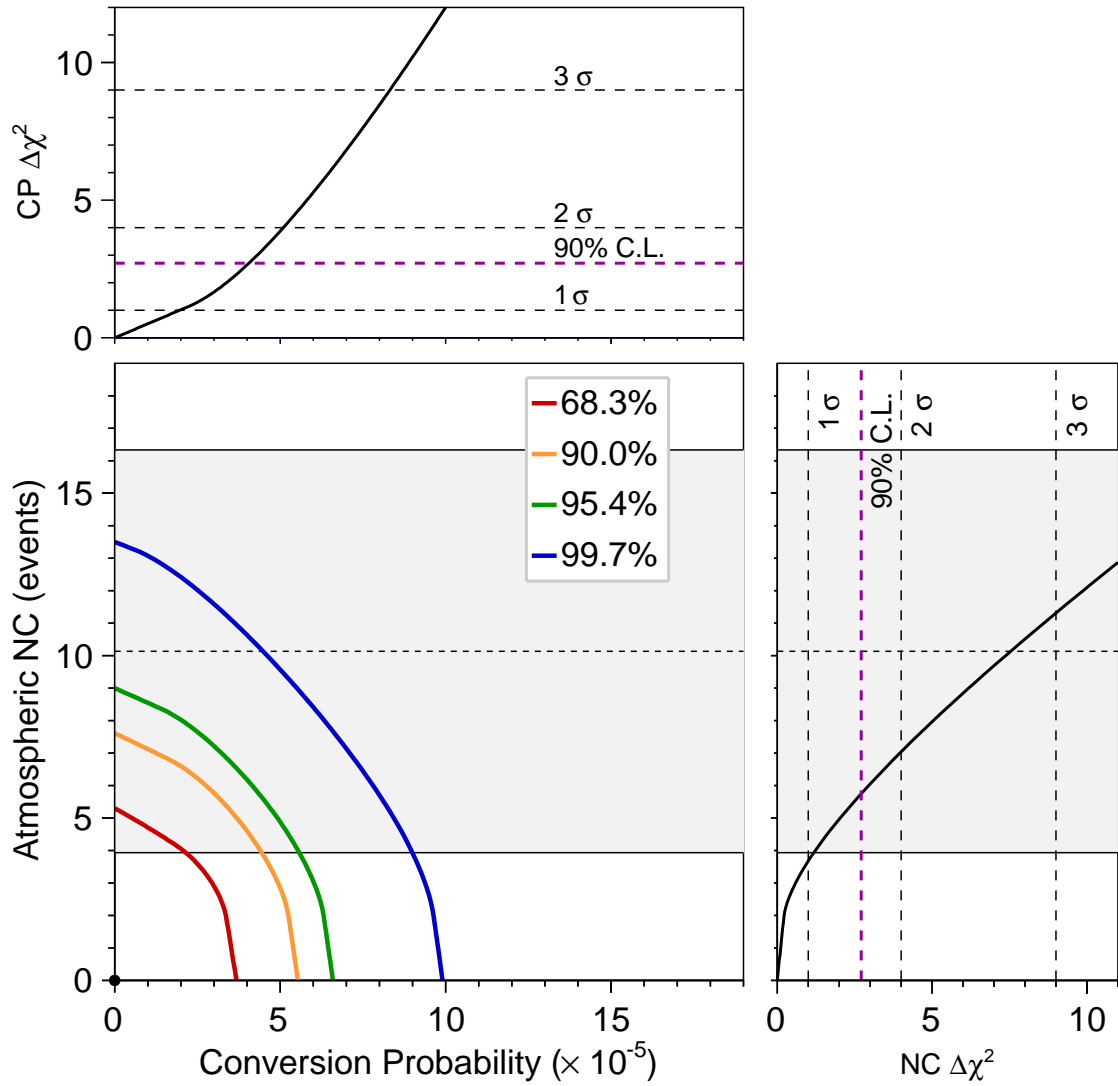 10
5
0
CP Δχ²
3 σ
2 σ
90% C.L.
1 σ
15
10
5
0
Atmospheric NC (events)
68.3%
90.0%
95.4%
99.7%
0
5
10
15
Conversion Probability (× 10⁻⁵)
1 σ
90% C.L.
2 σ
3 σ
0
5
10
NC Δχ²